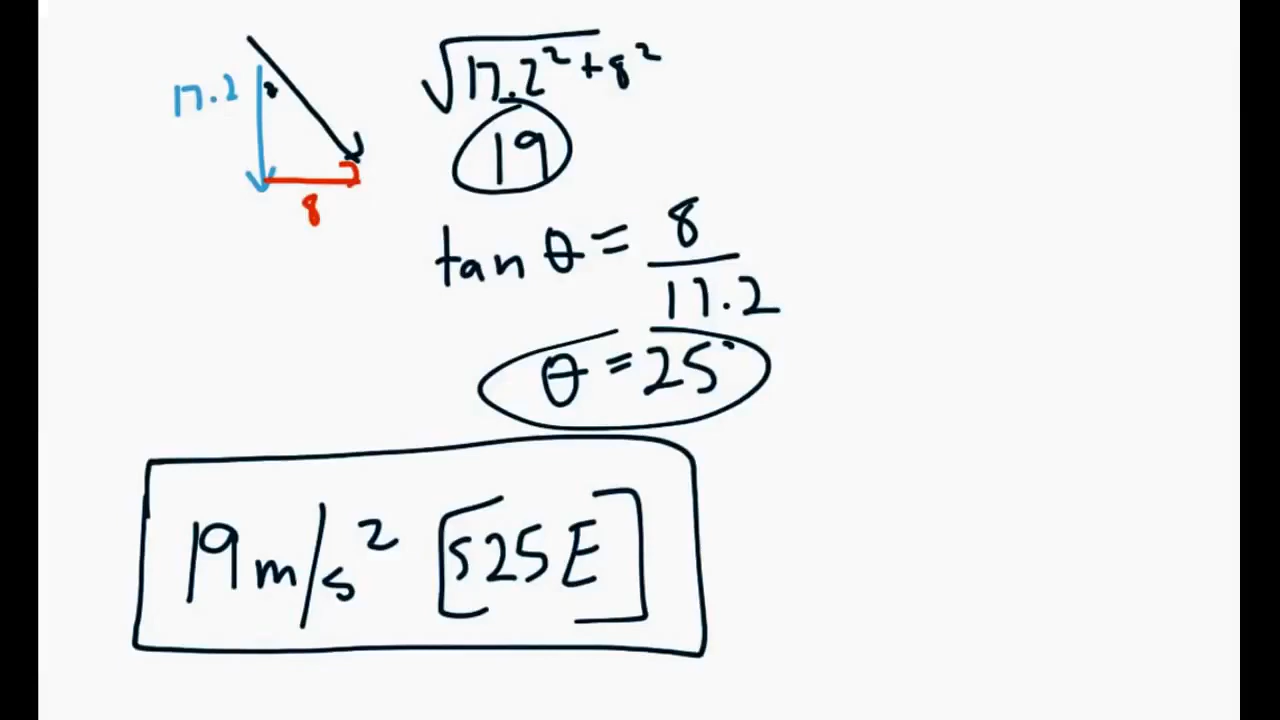 17.2
8
√17.2² + 8²
19
tan θ = 8/17.2
θ = 25°
19 m/s² [S25E]